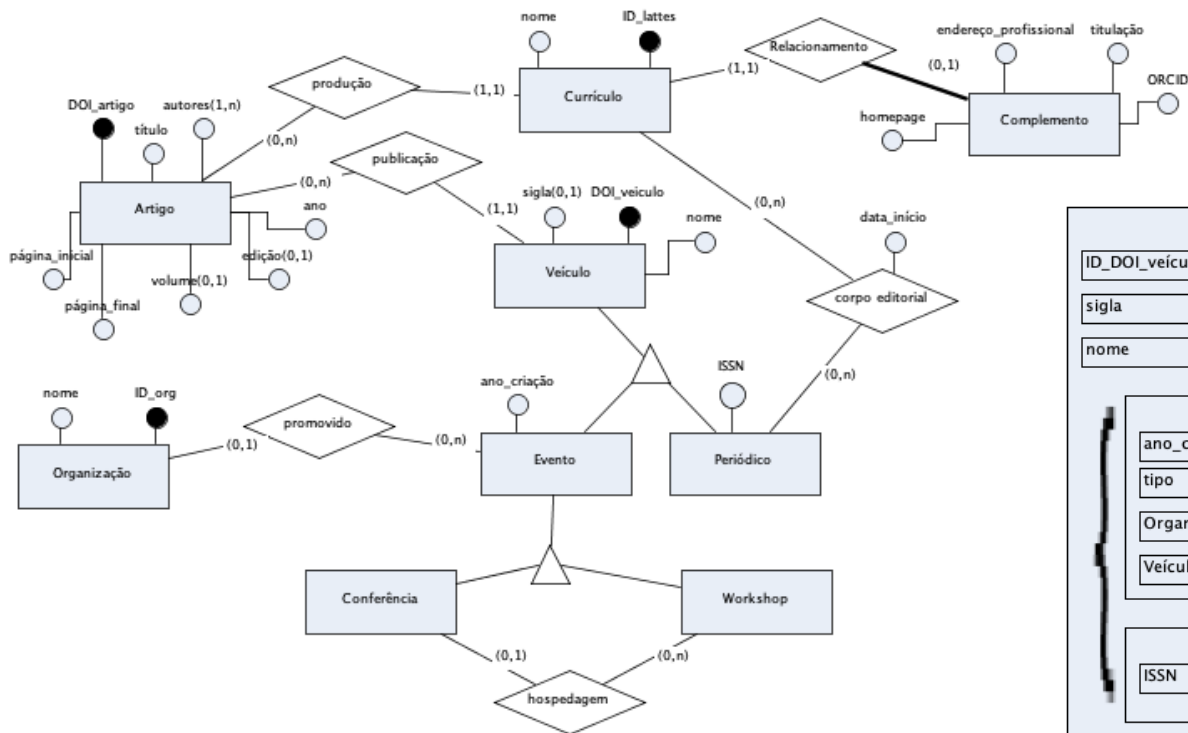 nome
ID_lattes
endereço_profissional
titulação
Relacionamento
(0,1)
(1,1)
ORCID
produção
(1,1)
Currículo
homepage
Complemento
DOI_artigo
autores(1,n)
título
(0,n)
publicação
(0,n)
sigla(0,1)
DOI_veiculo
nome
(0,n)
data_início
Artigo
ano
(1,1)
página_inicial
edição(0,1)
volume(0,1)
página_final
Veículo
corpo editorial
nome
ID_org
ano_criação
ISSN
(0,n)
promovido
(0,1)
(0,n)
Organização
Evento
Periódico
Conferência
Workshop
(0,1)
(0,n)
hospedagem
sigla
nome
tipo
ISSN